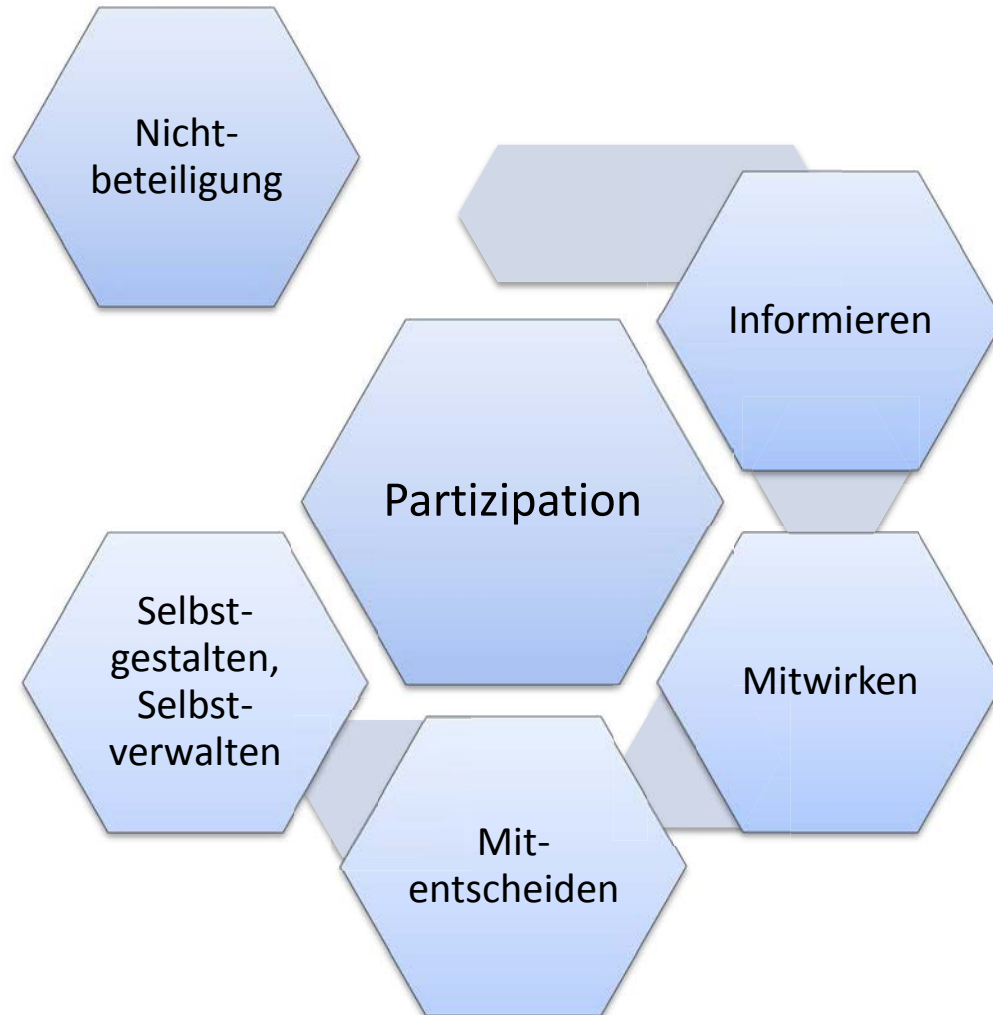 Nicht-
beteiligung
Informieren
Partizipation
Mitwirken
Mit-
entscheiden
Selbst-
gestalten,
Selbst-
verwalten